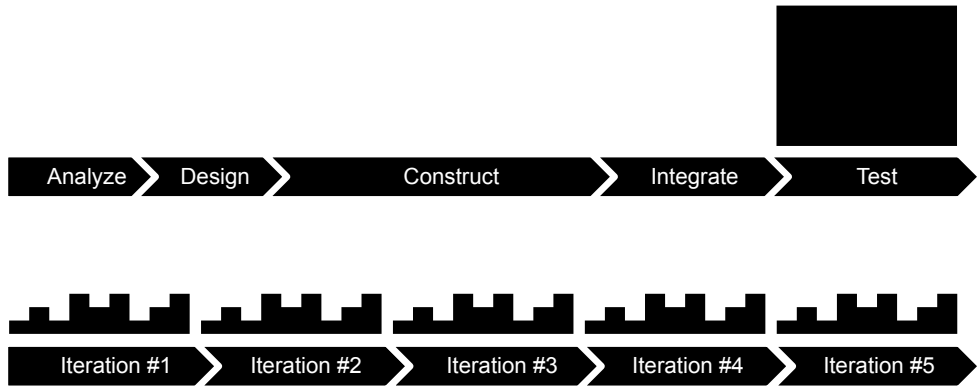 Analyze Design Construct Integrate Test
Iteration #1 Iteration #2 Iteration #3 Iteration #4 Iteration #5